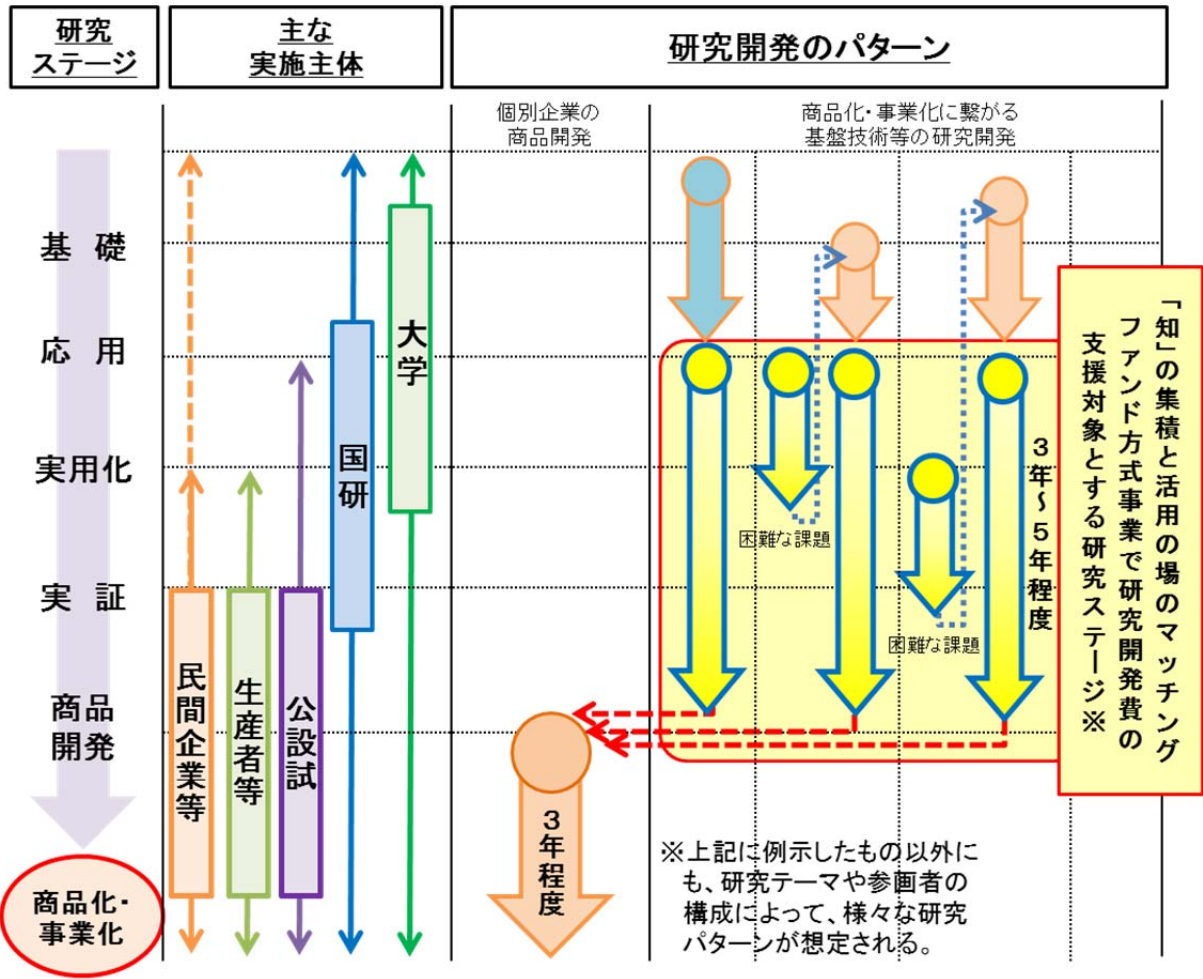 研究
ステージ
主な
実施主体
研究開発のパターン
個別企業の
商品開発
商品化・事業化に繋がる
基盤技術等の研究開発
基 礎
応 用
実用化
実 証
商品
開発
商品化・
事業化
民間企業等
生産者等
公設試
国研
大学
困難な課題
困難な課題
3年～5年程度
「知」の集積と活用の場のマッチング
ファンド方式事業で研究開発費の
支援対象とする研究ステージ※
3年程度
※上記に例示したもの以外に
も、研究テーマや参画者の
構成によって、様々な研究
パターンが想定される。